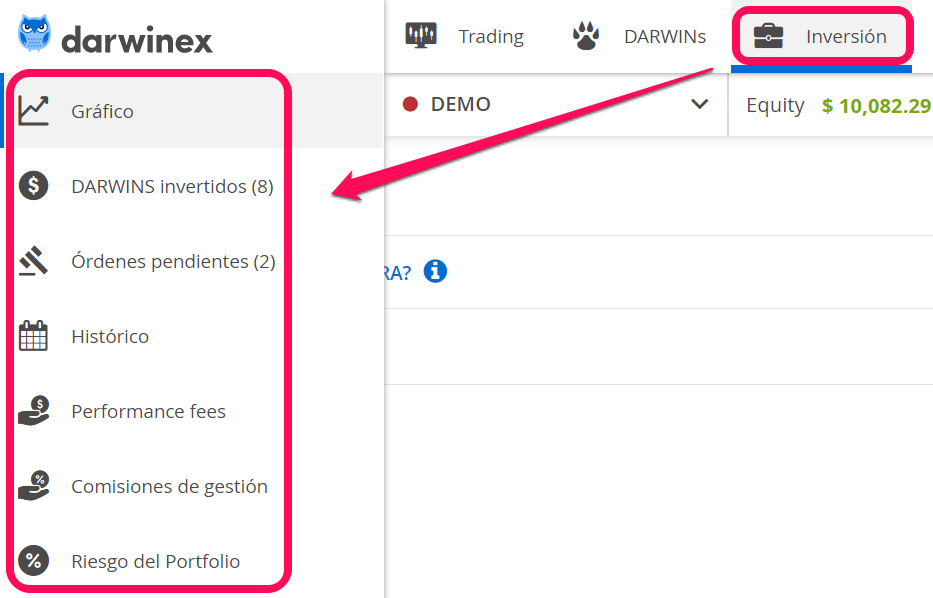 darwinex
Trading
DARWINs
Inversión
DEMO
Equity $ 10,082.29
Gráfico
DARWINS invertidos (8)
Órdenes pendientes (2)
RA?
Histórico
Performance fees
Comisiones de gestión
Riesgo del Portfolio